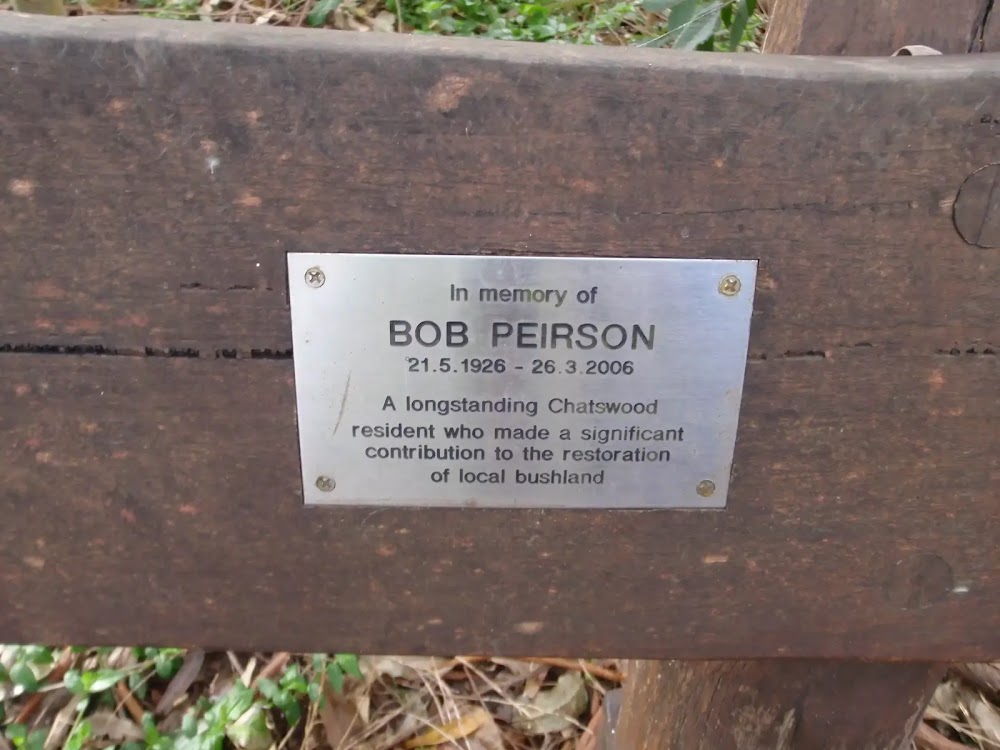 In memory of
BOB PEIRSON
21.5.1926 - 26.3.2006
A longstanding Chatswood
resident who made a significant
contribution to the restoration
of local bushland